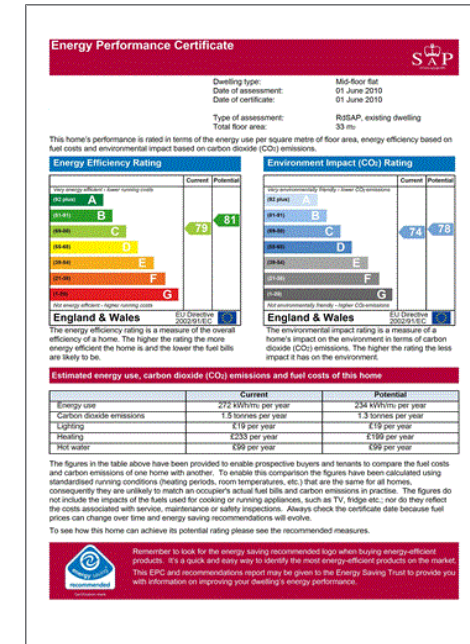 Energy Performance Certificate
SAP
Dwelling type: Mid-floor flat
Date of assessment: 01 June 2010
Date of certificate: 01 June 2010
Type of assessment: RdSAP, existing dwelling
Total floor area: 33 m²
This home's performance is rated in terms of the energy use per square metre of floor area, energy efficiency based on
fuel costs and environmental impact based on carbon dioxide (CO₂) emissions.
Energy Efficiency Rating
Current Potential
Very energy efficient - lower running costs
(92 plus) A
(81-91) B
(69-80) C
(55-68) D
(39-54) E
(21-38) F
(1-20) G
79
81
Not energy efficient - higher running costs
England & Wales
EU Directive
2002/91/EC
The energy efficiency rating is a measure of the overall
efficiency of a home. The higher the rating the more
energy efficient the home is and the lower the fuel bills
are likely to be.
Environment Impact (CO₂) Rating
Current Potential
Very environmentally friendly - lower CO₂ emissions
(92 plus) A
(81-91) B
(69-80) C
(55-68) D
(39-54) E
(21-38) F
(1-20) G
74
78
Not environmentally friendly - higher CO₂ emissions
England & Wales
EU Directive
2002/91/EC
The environmental impact rating is a measure of a
home's impact on the environment in terms of carbon
dioxide (CO₂) emissions. The higher the rating the less
impact it has on the environment.
Estimated energy use, carbon dioxide (CO₂) emissions and fuel costs of this home
Current Potential
Energy use 272 kWh/m² per year 234 kWh/m² per year
Carbon dioxide emissions 1.5 tonnes per year 1.3 tonnes per year
Lighting £19 per year £19 per year
Heating £233 per year £199 per year
Hot water £99 per year £99 per year
The figures in the table above have been provided to enable prospective buyers and tenants to compare the fuel costs
and carbon emissions of one home with another. To enable this comparison the figures have been calculated using
standardised running conditions (heating periods, room temperatures, etc.) that are the same for all homes,
consequently they are unlikely to match an occupier's actual fuel bills and carbon emissions in practise. The figures do
not include the impacts of the fuels used for cooking or running appliances, such as TV, fridge etc.; nor do they reflect
the costs associated with service, maintenance or safety inspections. Always check the certificate date because fuel
prices can change over time and energy saving recommendations will evolve.
To see how this home can achieve its potential rating please see the recommended measures.
energy saving
recommended
Remember to look for the energy saving recommended logo when buying energy-efficient
products. It's a quick and easy way to identify the most energy-efficient products on the market.
This EPC and recommendations report may be given to the Energy Saving Trust to provide you
with information on improving your dwelling's energy performance.